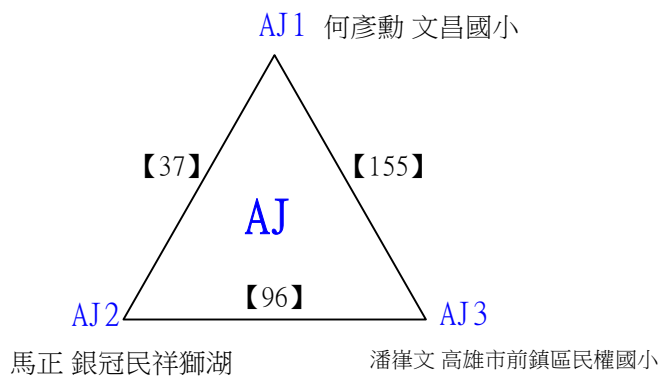 AJ1 何彥勳 文昌國小
【37】
【155】
AJ
【96】
AJ2
AJ3
馬正 銀冠民祥獅湖
潘嵂文 高雄市前鎮區民權國小